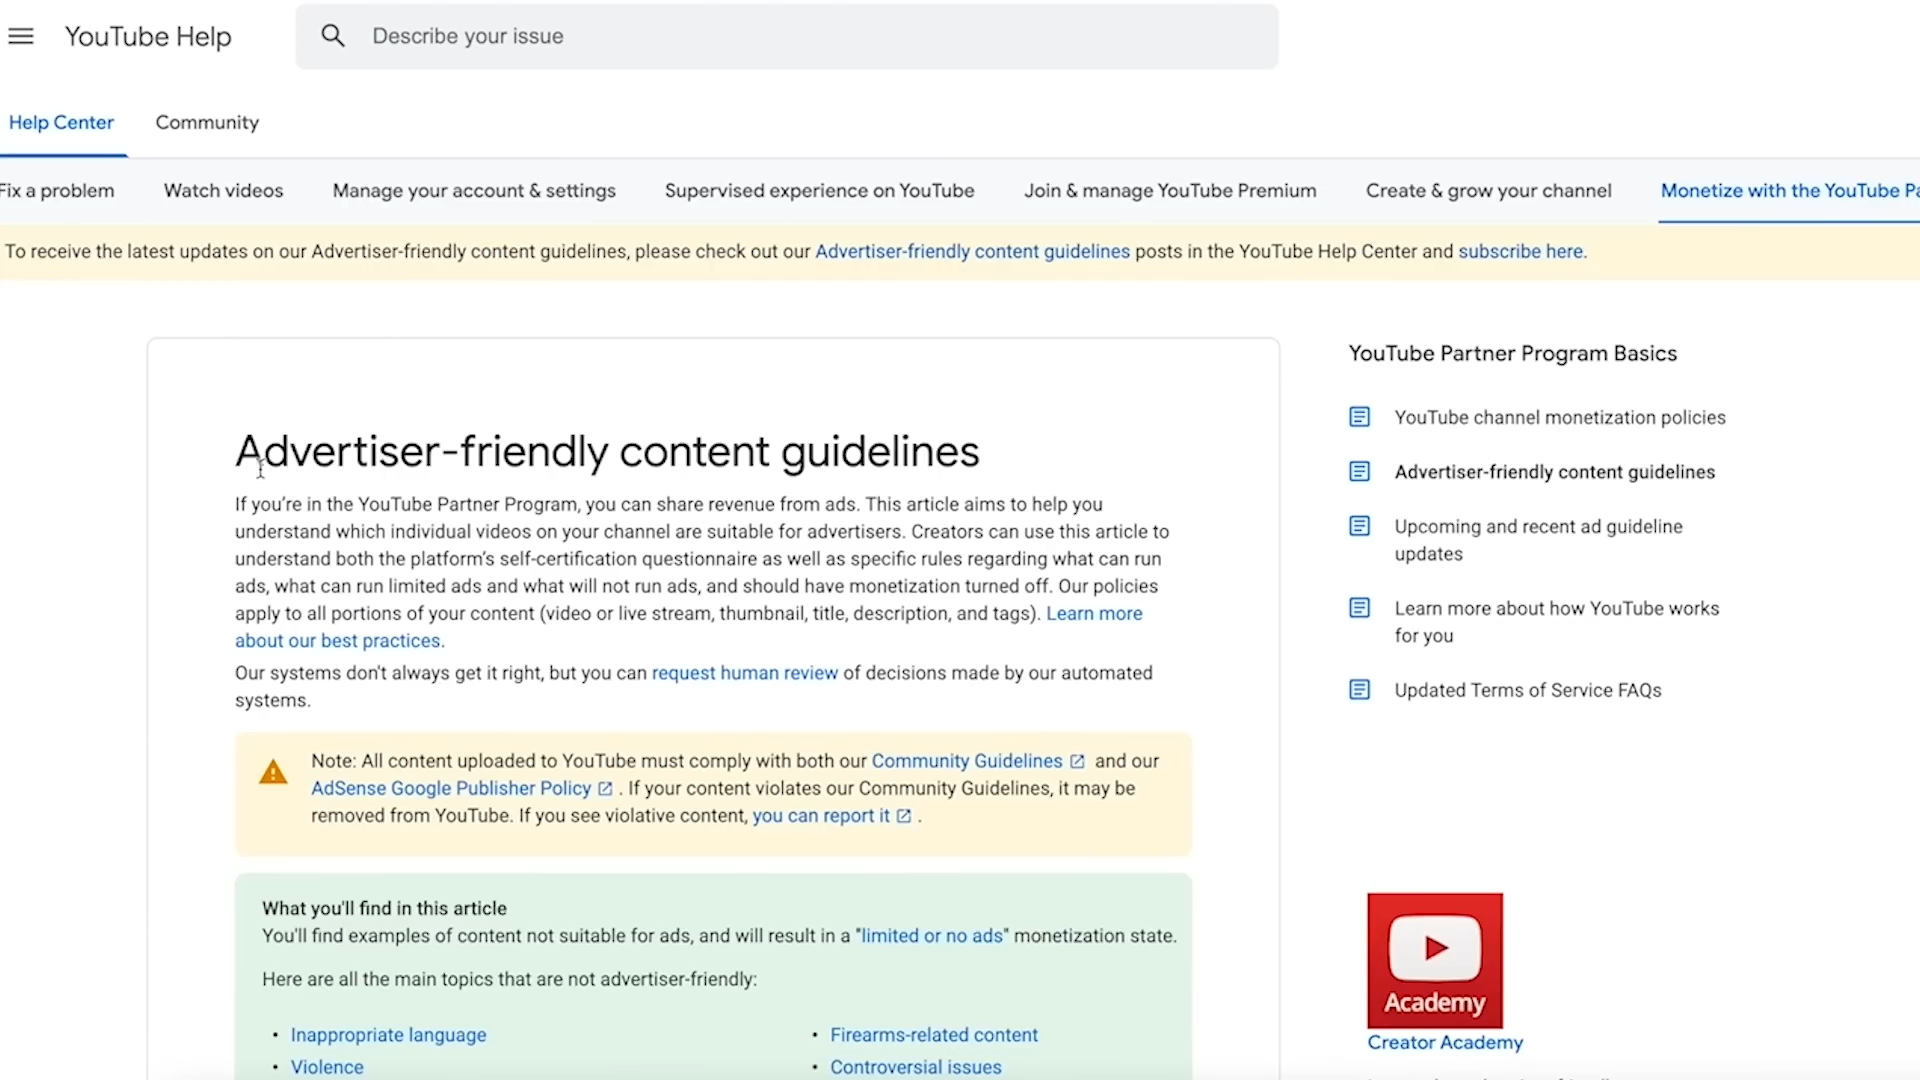 YouTube Help
Describe your issue
Help Center
Community
Fix a problem
Watch videos
Manage your account & settings
Supervised experience on YouTube
Join & manage YouTube Premium
Create & grow your channel
Monetize with the YouTube Pa
To receive the latest updates on our Advertiser-friendly content guidelines, please check out our Advertiser-friendly content guidelines posts in the YouTube Help Center and subscribe here.
Advertiser-friendly content guidelines
If you're in the YouTube Partner Program, you can share revenue from ads. This article aims to help you
understand which individual videos on your channel are suitable for advertisers. Creators can use this article to
understand both the platform's self-certification questionnaire as well as specific rules regarding what can run
ads, what can run limited ads and what will not run ads, and should have monetization turned off. Our policies
apply to all portions of your content (video or live stream, thumbnail, title, description, and tags). Learn more
about our best practices.
Our systems don't always get it right, but you can request human review of decisions made by our automated
systems.
Note: All content uploaded to YouTube must comply with both our Community Guidelines and our
AdSense Google Publisher Policy . If your content violates our Community Guidelines, it may be
removed from YouTube. If you see violative content, you can report it .
What you'll find in this article
You'll find examples of content not suitable for ads, and will result in a "limited or no ads" monetization state.
Here are all the main topics that are not advertiser-friendly:
• Inappropriate language
• Violence
• Firearms-related content
• Controversial issues
YouTube Partner Program Basics
YouTube channel monetization policies
Advertiser-friendly content guidelines
Upcoming and recent ad guideline
updates
Learn more about how YouTube works
for you
Updated Terms of Service FAQs
Academy
Creator Academy